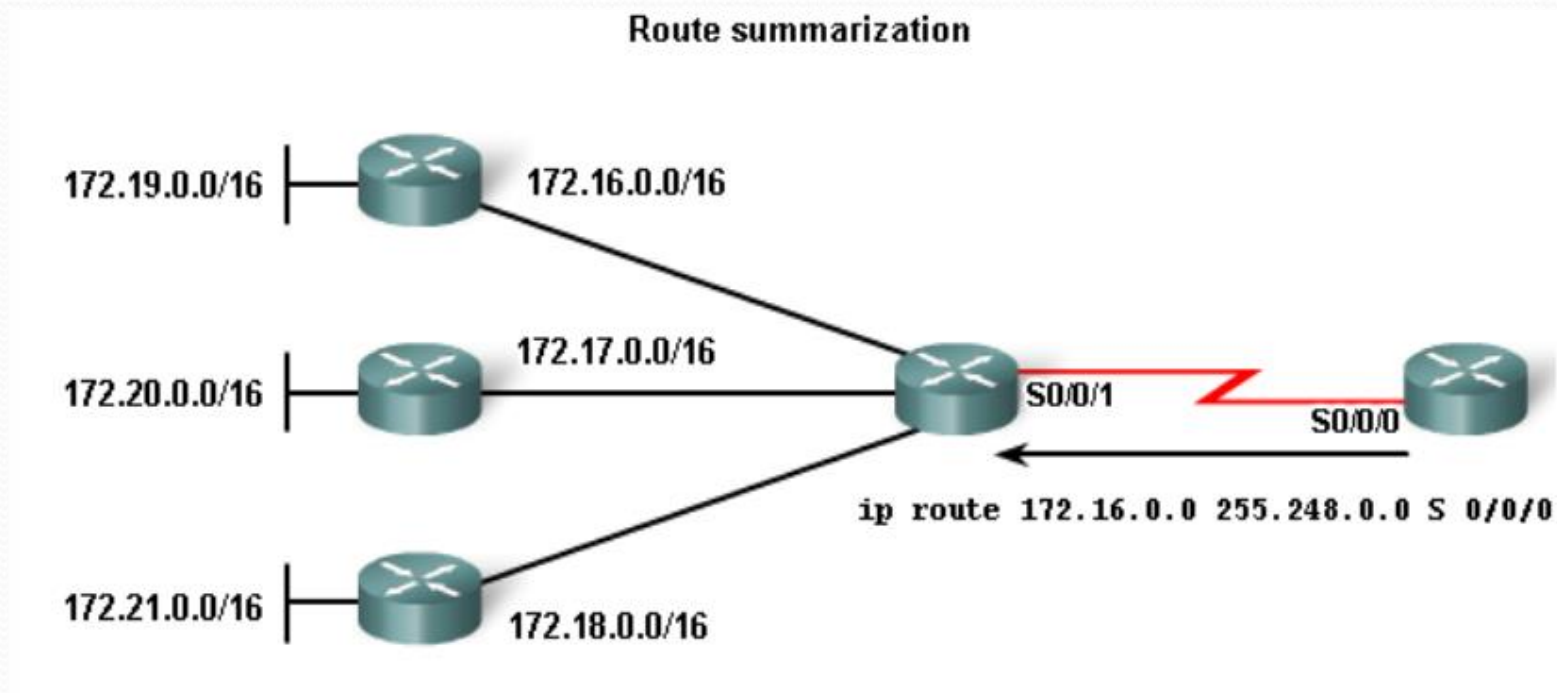 Route summarization
172.19.0.0/16
172.16.0.0/16
172.20.0.0/16
172.17.0.0/16
S0/0/1
S0/0/0
ip route 172.16.0.0 255.248.0.0 S 0/0/0
172.21.0.0/16
172.18.0.0/16